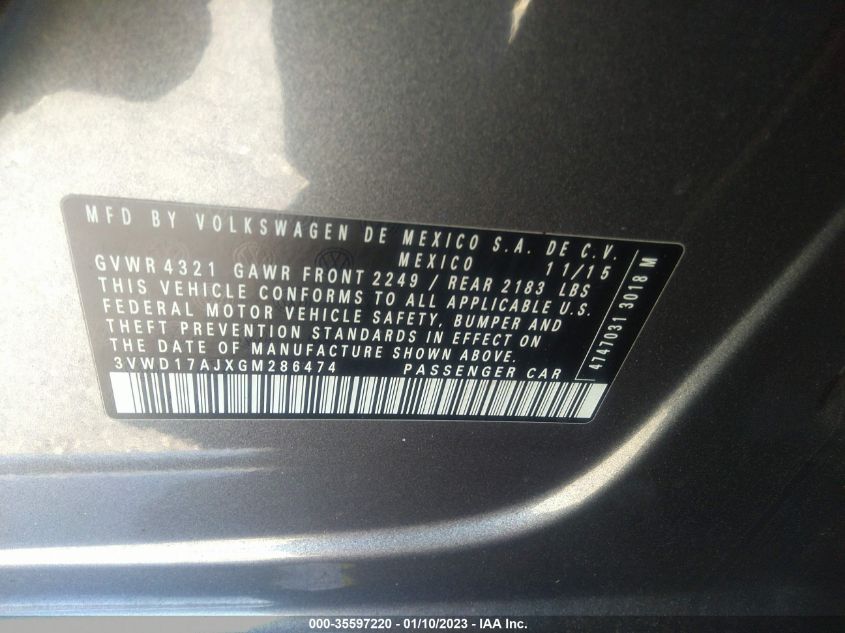 MFD BY VOLKSWAGEN DE MEXICO S.A. DE C.V.
MEXICO 11/15
GVWR 4321 GAWR FRONT 2249 / REAR 2183 LBS
THIS VEHICLE CONFORMS TO ALL APPLICABLE U.S.
FEDERAL MOTOR VEHICLE SAFETY, BUMPER AND
THEFT PREVENTION STANDARDS IN EFFECT ON
THE DATE OF MANUFACTURE SHOWN ABOVE.
3VWD17AJXGM286474 PASSENGER CAR
4747031 3018 M
000-35597220 - 01/10/2023 - IAA Inc.